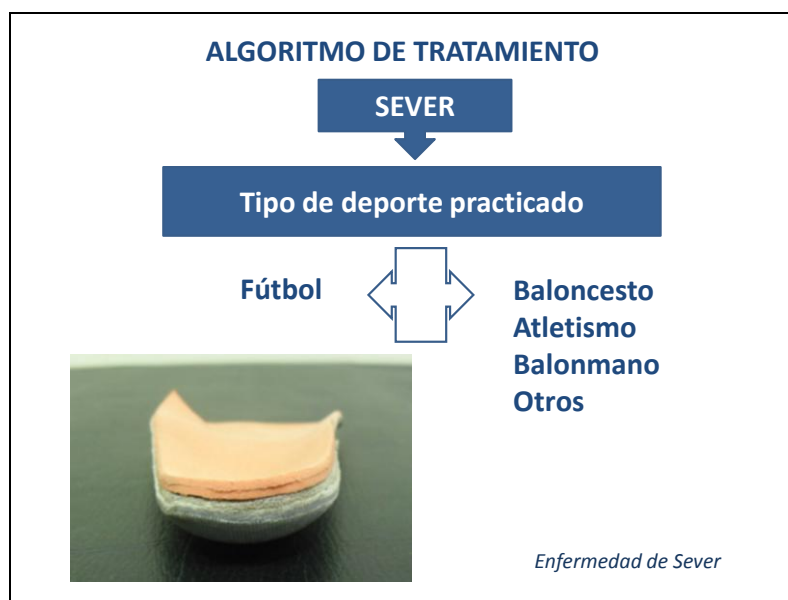 ALGORITMO DE TRATAMIENTO
SEVER
Tipo de deporte practicado
Fútbol
Baloncesto
Atletismo
Balonmano
Otros
Enfermedad de Sever